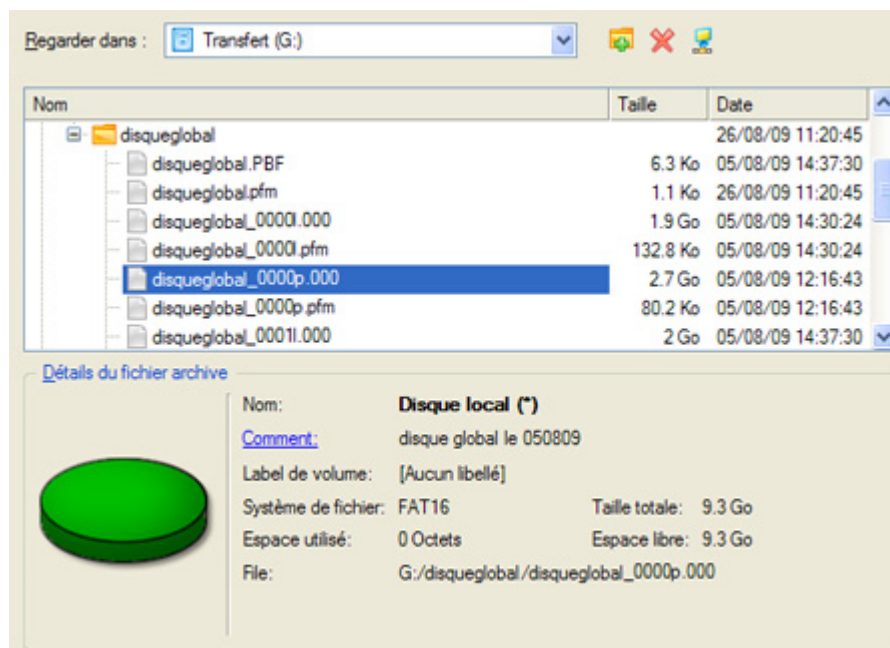 Regarder dans : Transfert (G:)
Nom Taille Date
disqueglobal 26/08/09 11:20:45
disqueglobal.PBF 6.3 Ko 05/08/09 14:37:30
disqueglobal.pfm 1.1 Ko 26/08/09 11:20:45
disqueglobal_0000l.000 1.9 Go 05/08/09 14:30:24
disqueglobal_0000l.pfm 132.8 Ko 05/08/09 14:30:24
disqueglobal_0000p.000 2.7 Go 05/08/09 12:16:43
disqueglobal_0000p.pfm 80.2 Ko 05/08/09 12:16:43
disqueglobal_0001l.000 2 Go 05/08/09 14:37:30
Détails du fichier archive
Nom: Disque local (*)
Comment: disque global le 050809
Label de volume: [Aucun libellé]
Système de fichier: FAT16 Taille totale: 9.3 Go
Espace utilisé: 0 Octets Espace libre: 9.3 Go
File: G:/disqueglobal/disqueglobal_0000p.000